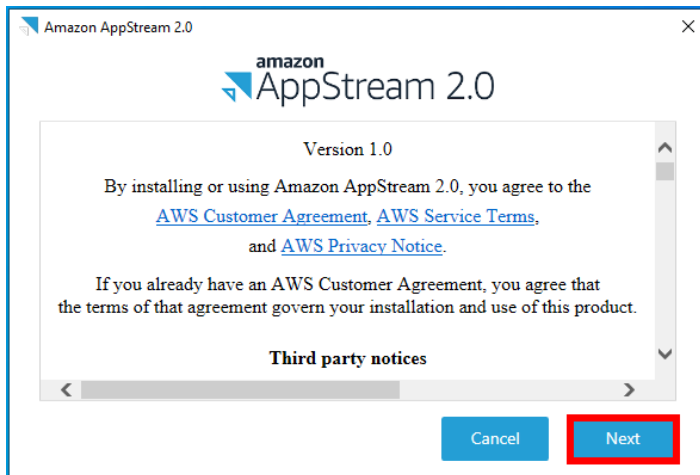 Amazon AppStream 2.0
amazon
AppStream 2.0
Version 1.0
By installing or using Amazon AppStream 2.0, you agree to the
AWS Customer Agreement, AWS Service Terms,
and AWS Privacy Notice.
If you already have an AWS Customer Agreement, you agree that
the terms of that agreement govern your installation and use of this product.
Third party notices
Cancel
Next